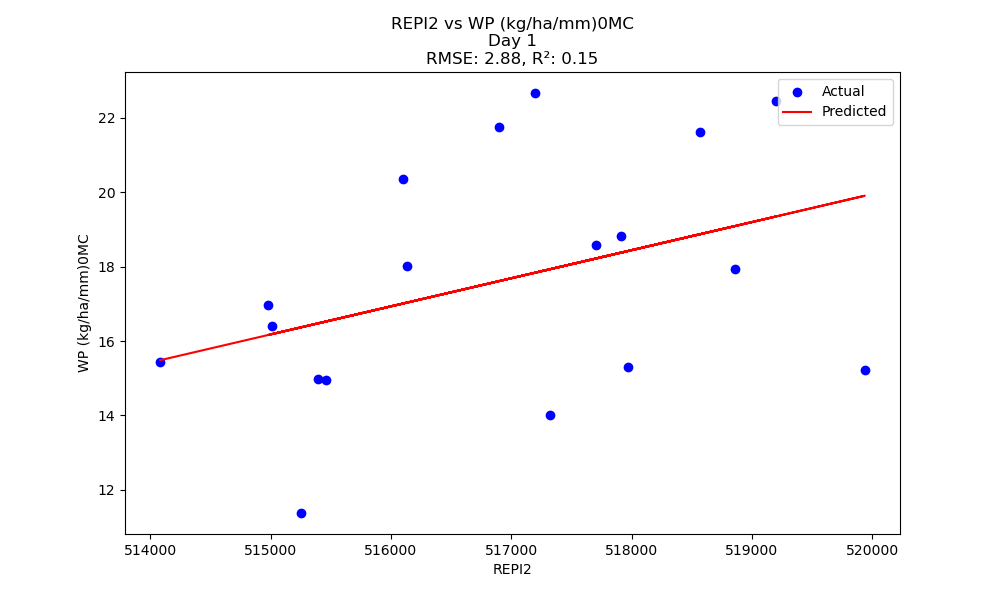 REPI2 vs WP (kg/ha/mm)0MC
Day 1
RMSE: 2.88, R²: 0.15
Actual
Predicted
22
20
18
16
14
12
WP (kg/ha/mm)0MC
514000
515000
516000
517000
518000
519000
520000
REPI2